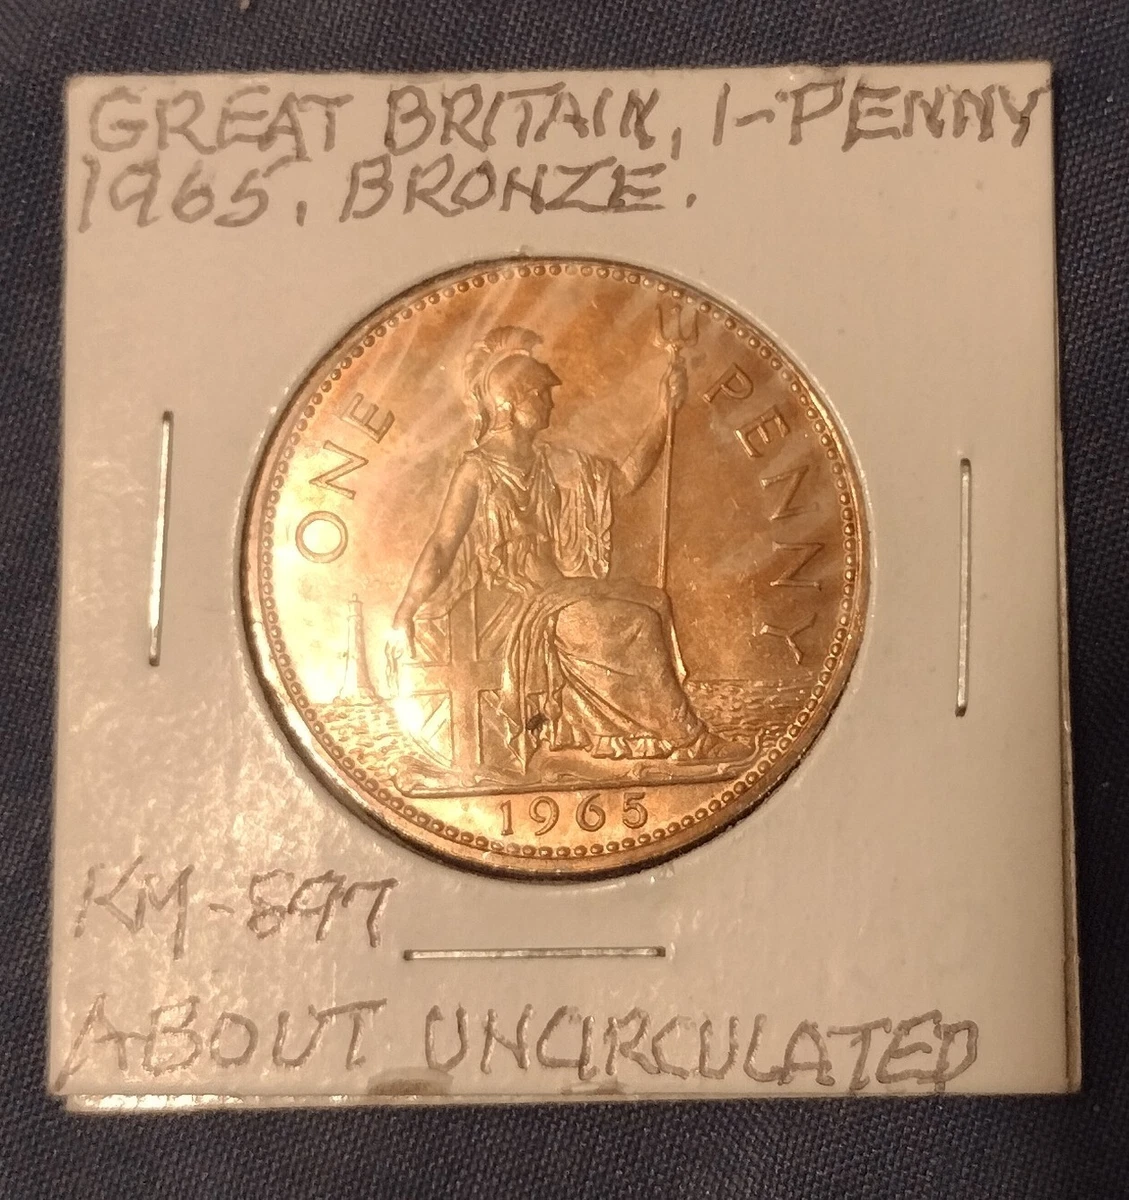 GREAT BRITAIN, 1-PENNY
1965, BRONZE.
ONE PENNY
1965
KM-897
ABOUT UNCIRCULATED